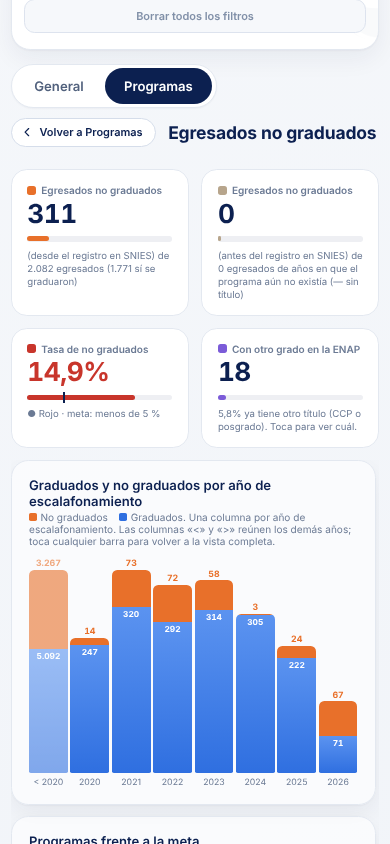 Borrar todos los filtros
General
Programas
Volver a Programas
Egresados no graduados
Egresados no graduados
311
(desde el registro en SNIES) de
2.082 egresados (1.771 sí se
graduaron)
Egresados no graduados
0
(antes del registro en SNIES) de
0 egresados de años en que el
programa aún no existía (— sin
título)
Tasa de no graduados
14,9%
Rojo · meta: menos de 5 %
Con otro grado en la ENAP
18
5,8% ya tiene otro título (CCP o
posgrado). Toca para ver cuál.
Graduados y no graduados por año de
escalafonamiento
No graduados Graduados. Una columna por año de
escalafonamiento. Las columnas «<» y «>» reúnen los demás años;
toca cualquier barra para volver a la vista completa.
3.267
73
72
58
3
14
24
67
5.092
247
320
292
314
305
222
71
< 2020 2020 2021 2022 2023 2024 2025 2026
Programas frente a la meta